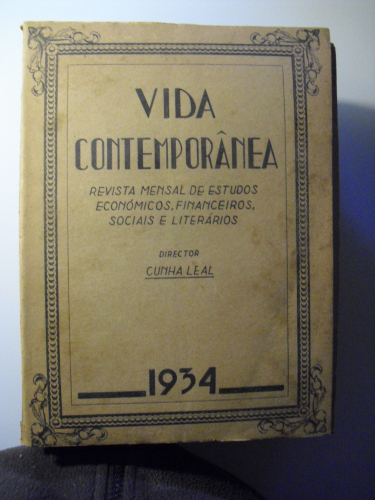 VIDA
CONTEMPORÂNEA
REVISTA MENSAL DE ESTUDOS
ECONÓMICOS, FINANCEIROS,
SOCIAIS E LITERÁRIOS
DIRECTOR
CUNHA LEAL
1934